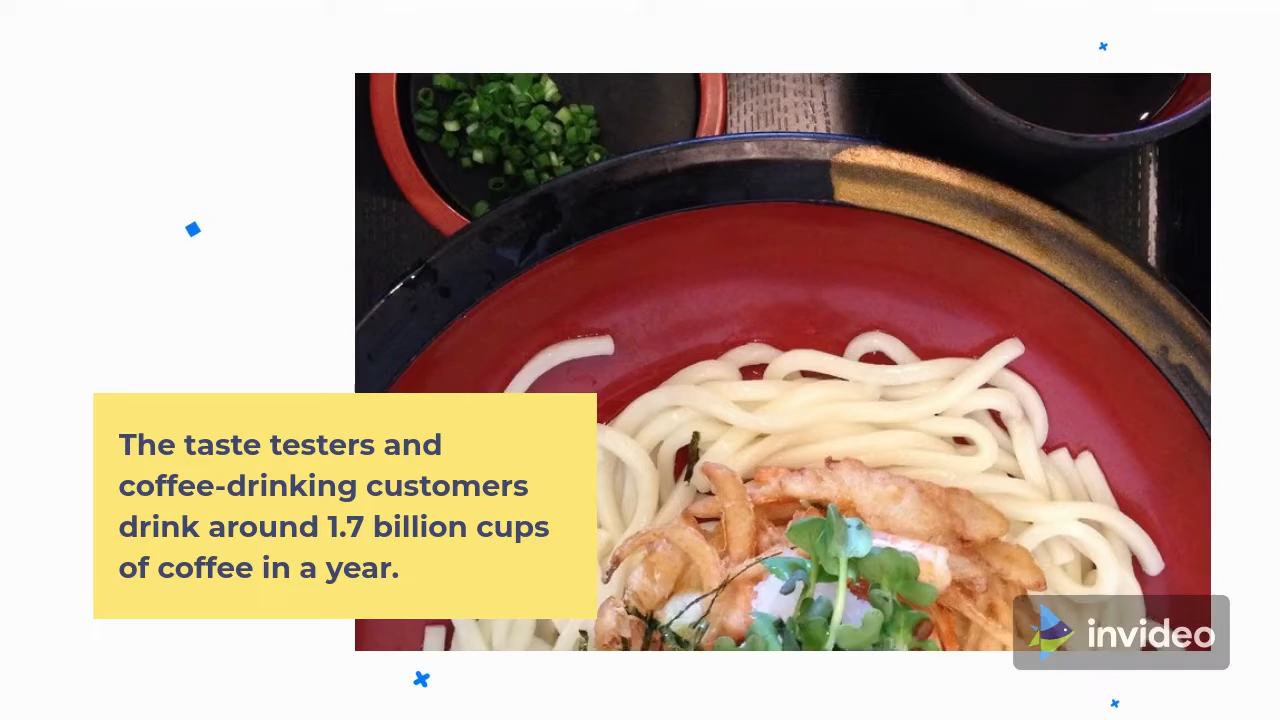 The taste testers and
coffee-drinking customers
drink around 1.7 billion cups
of coffee in a year.
invideo